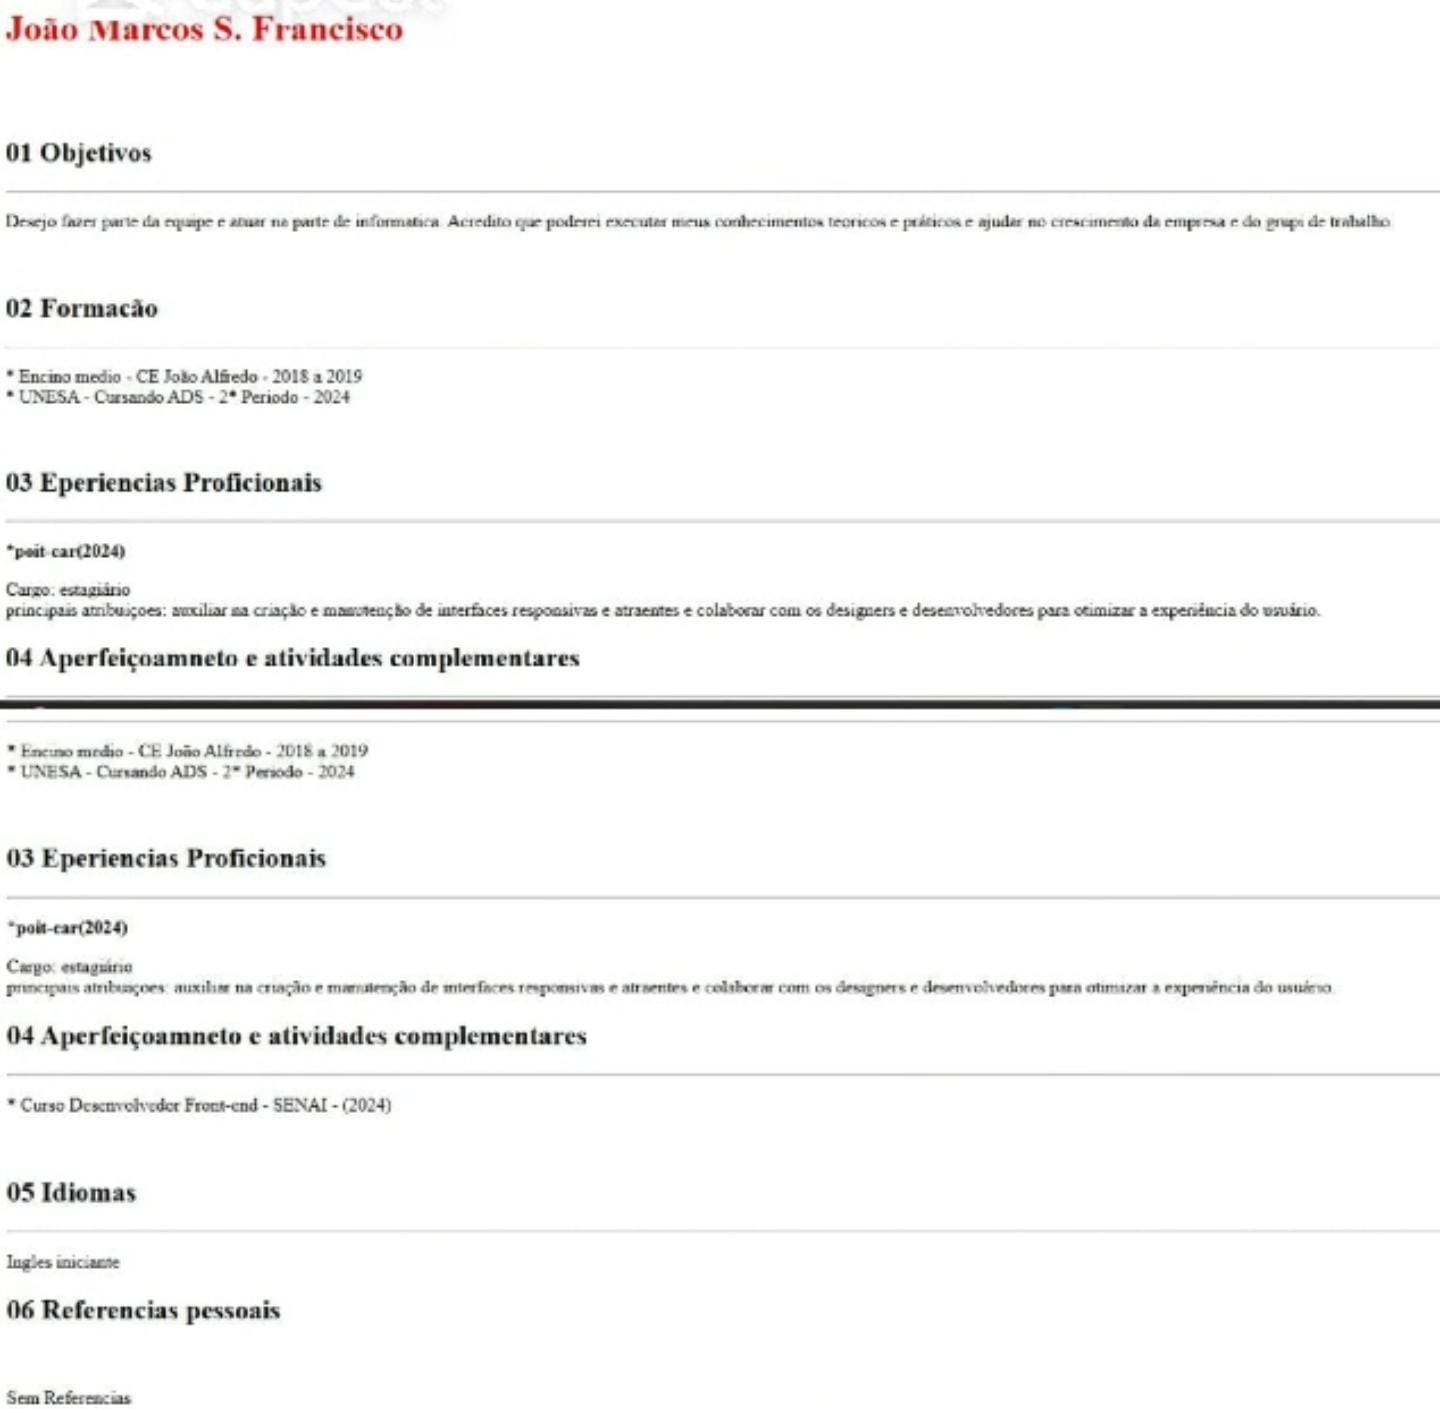 João Marcos S. Francisco
01 Objetivos
Desejo fazer parte da equipe e atuar na parte de informatica. Acredito que poderei executar meus conhecimentos teoricos e práticos e ajudar no crescimento da empresa e do grupi de trabalho
02 Formacão
* Encino medio - CE João Alfredo - 2018 a 2019
* UNESA - Cursando ADS - 2* Periodo - 2024
03 Eperiencias Proficionais
*poit-car(2024)
Cargo: estagiário
principais atribuiçoes: auxiliar na criação e manutenção de interfaces responsivas e atraentes e colaborar com os designers e desenvolvedores para otimizar a experiência do usuário.
04 Aperfeiçoamneto e atividades complementares
* Encino medio - CE João Alfredo - 2018 a 2019
* UNESA - Cursando ADS - 2* Periodo - 2024
03 Eperiencias Proficionais
*poit-car(2024)
Cargo: estagiário
principais atribuiçoes: auxiliar na criação e manutenção de interfaces responsivas e atraentes e colaborar com os designers e desenvolvedores para otimizar a experiência do usuário.
04 Aperfeiçoamneto e atividades complementares
* Curso Desenvolvedor Front-end - SENAI - (2024)
05 Idiomas
Ingles iniciante
06 Referencias pessoais
Sem Referencias